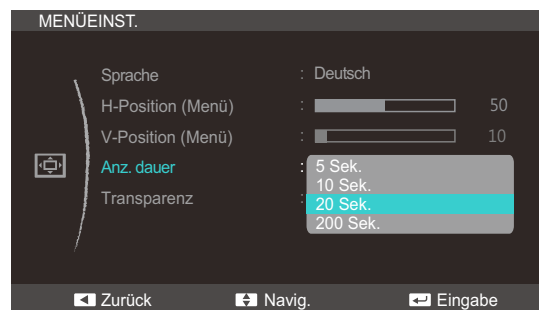 MENÜEINST.
Sprache : Deutsch
H-Position (Menü) : 50
V-Position (Menü) : 10
Anz. dauer : 5 Sek.
10 Sek.
Transparenz : 20 Sek.
200 Sek.
Zurück Navig. Eingabe